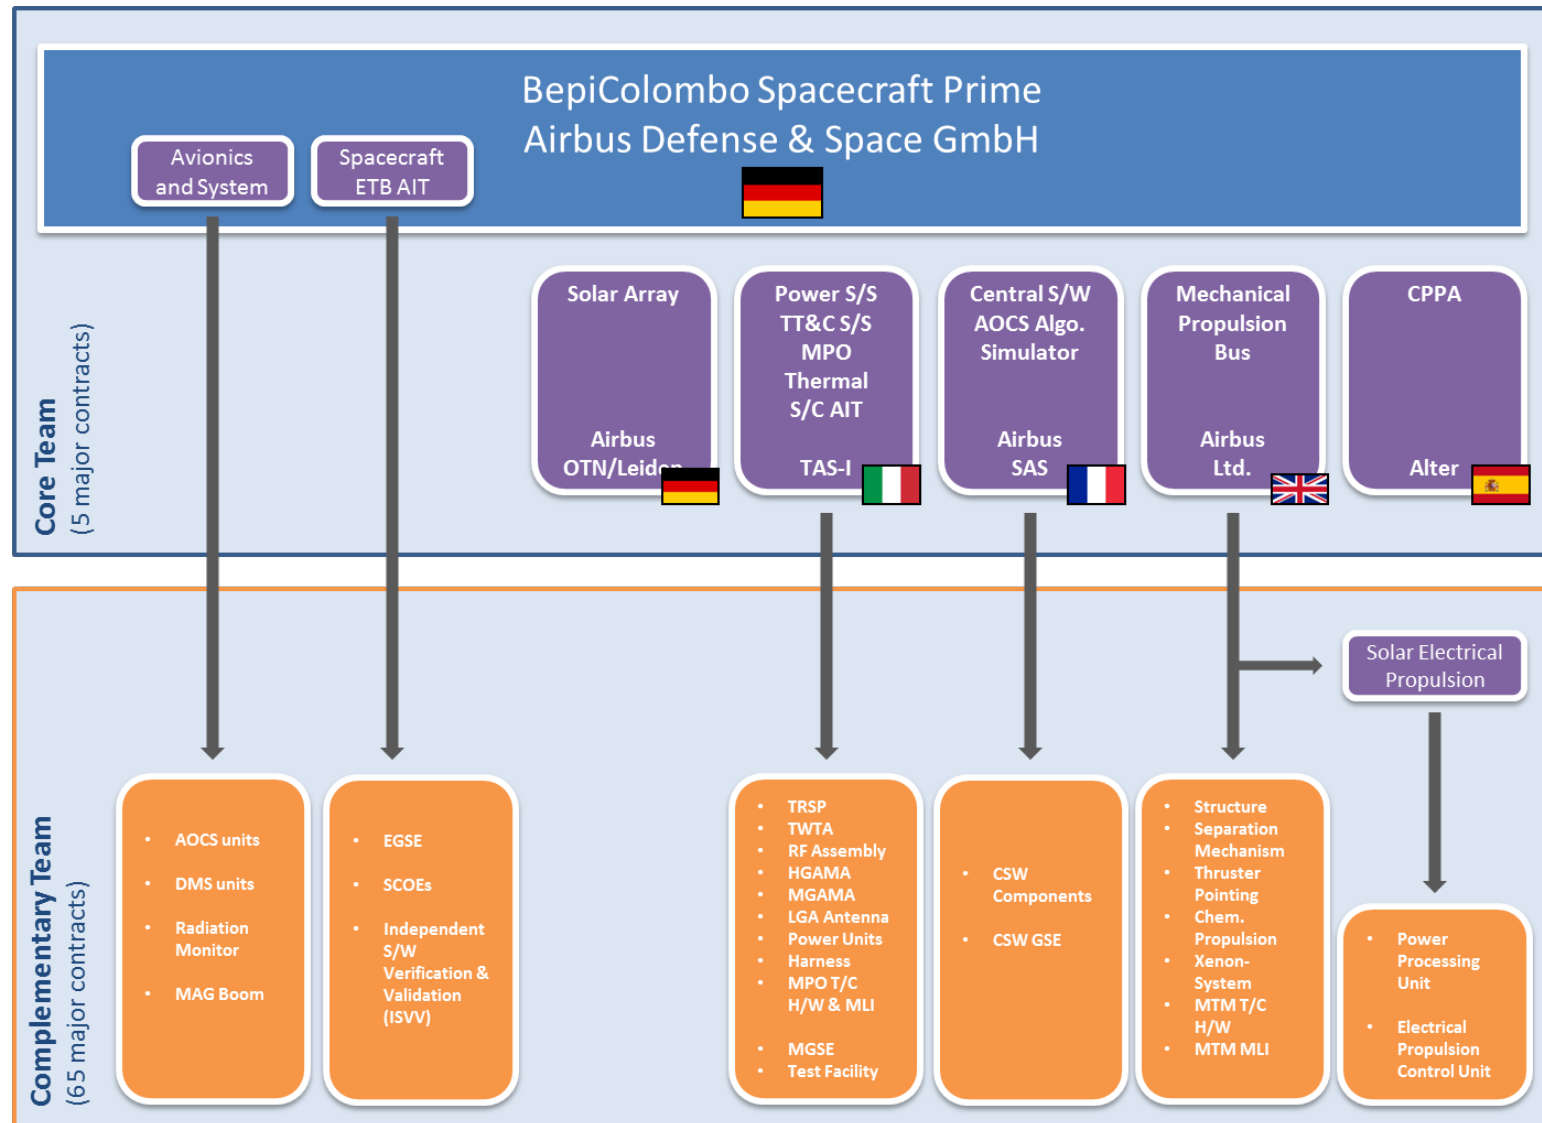 BepiColombo Spacecraft Prime
Airbus Defense & Space GmbH
Avionics
and System
Spacecraft
ETB AIT
Core Team
(5 major contracts)
Solar Array
Airbus
OTN/Leiden
Power S/S
TT&C S/S
MPO
Thermal
S/C AIT
TAS-I
Central S/W
AOCS Algo.
Simulator
Airbus
SAS
Mechanical
Propulsion
Bus
Airbus
Ltd.
CPPA
Alter
Complementary Team
(65 major contracts)
Solar Electrical
Propulsion
• AOCS units
• DMS units
• Radiation
Monitor
• MAG Boom
• EGSE
• SCOEs
• Independent
S/W
Verification &
Validation
(ISVV)
• TRSP
• TWTA
• RF Assembly
• HGAMA
• MGAMA
• LGA Antenna
• Power Units
• Harness
• MPO T/C
H/W & MLI
• MGSE
• Test Facility
• CSW
Components
• CSW GSE
• Structure
• Separation
Mechanism
• Thruster
Pointing
• Chem.
Propulsion
• Xenon-
System
• MTM T/C
H/W
• MTM MLI
• Power
Processing
Unit
• Electrical
Propulsion
Control Unit